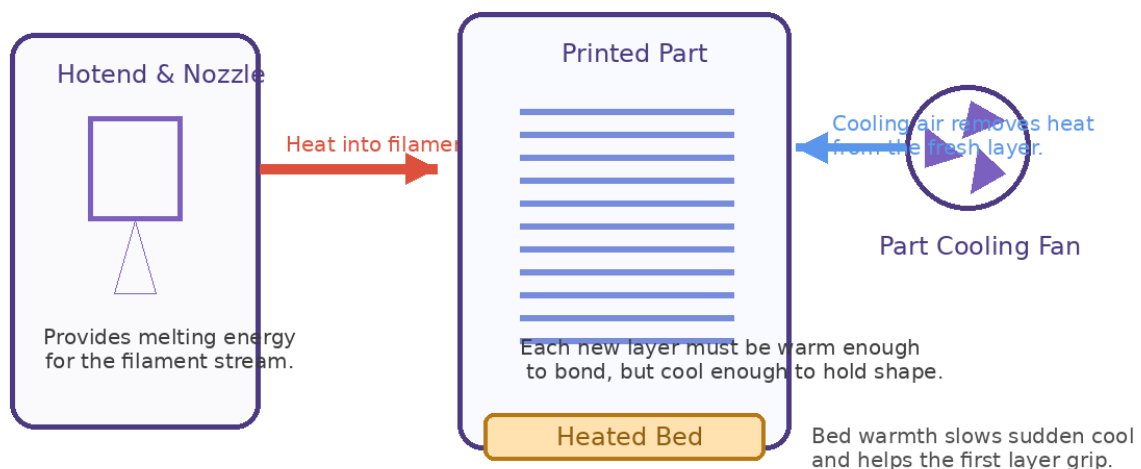 Hotend & Nozzle
Provides melting energy
for the filament stream.
Heat into filamen
Printed Part
Each new layer must be warm enough
to bond, but cool enough to hold shape.
Heated Bed
Cooling air removes heat
from the fresh layer.
Part Cooling Fan
Bed warmth slows sudden cool
and helps the first layer grip.